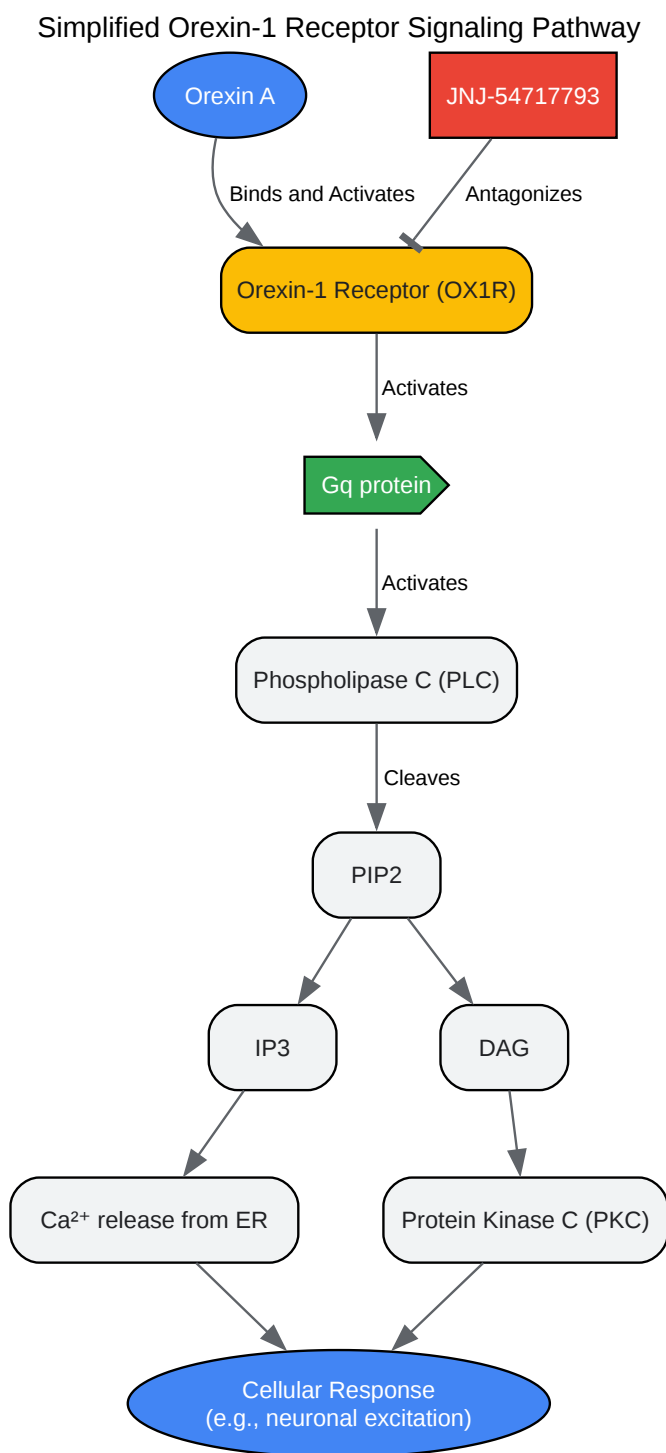 Simplified Orexin-1 Receptor Signaling Pathway
Orexin A
JNJ-54717793
Binds and Activates
Antagonizes
Orexin-1 Receptor (OX1R)
Activates
Gq protein
Activates
Phospholipase C (PLC)
Cleaves
PIP2
IP3
DAG
Ca²⁺ release from ER
Protein Kinase C (PKC)
Cellular Response
(e.g., neuronal excitation)